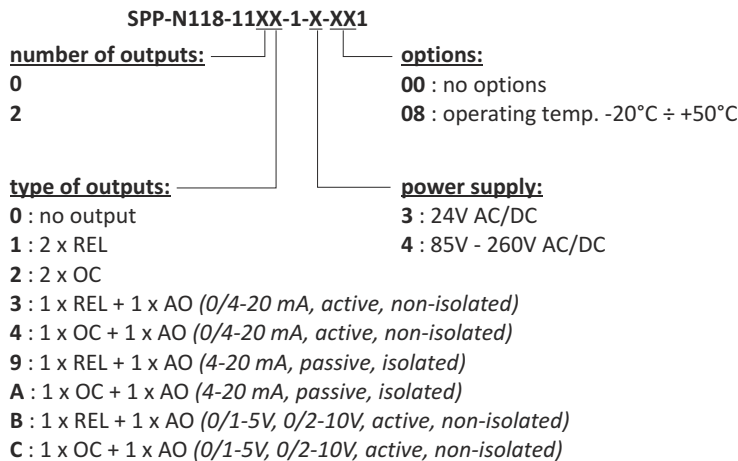 SPP-N118-11XX-1-X-XX1
number of outputs:
0
2
options:
00 : no options
08 : operating temp. -20°C ÷ +50°C
type of outputs:
0 : no output
1 : 2 x REL
2 : 2 x OC
3 : 1 x REL + 1 x AO (0/4-20 mA, active, non-isolated)
4 : 1 x OC + 1 x AO (0/4-20 mA, active, non-isolated)
9 : 1 x REL + 1 x AO (4-20 mA, passive, isolated)
A : 1 x OC + 1 x AO (4-20 mA, passive, isolated)
B : 1 x REL + 1 x AO (0/1-5V, 0/2-10V, active, non-isolated)
C : 1 x OC + 1 x AO (0/1-5V, 0/2-10V, active, non-isolated)
power supply:
3 : 24V AC/DC
4 : 85V - 260V AC/DC